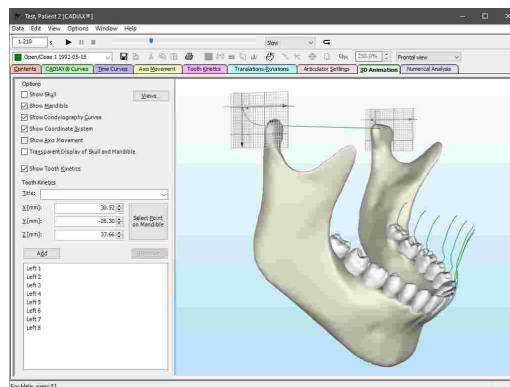 Test, Patient 2 [CADIAX®]
Data Edit View Options Window Help
1.210 s Slow
Open/Close 1 1992-05-15 250.0% Frontal view
Contents CADIAX® Curves Time Curves Axis Movement Tooth Kinetics Translations-Rotations Articulator Settings 3D Animation Numerical Analysis
Options
Show Skull Views...
Show Mandible
Show Condylography Curves
Show Coordinate System
Show Axis Movement
Transparent Display of Skull and Mandible
Show Tooth Kinetics
Tooth Kinetics
Title:
X [mm]: 38.52
Y [mm]: -26.30 Select Point on Mandible
Z [mm]: 37.66
Add Remove
Left 1
Left 2
Left 3
Left 4
Left 5
Left 6
Left 7
Left 8
For Help, press F1